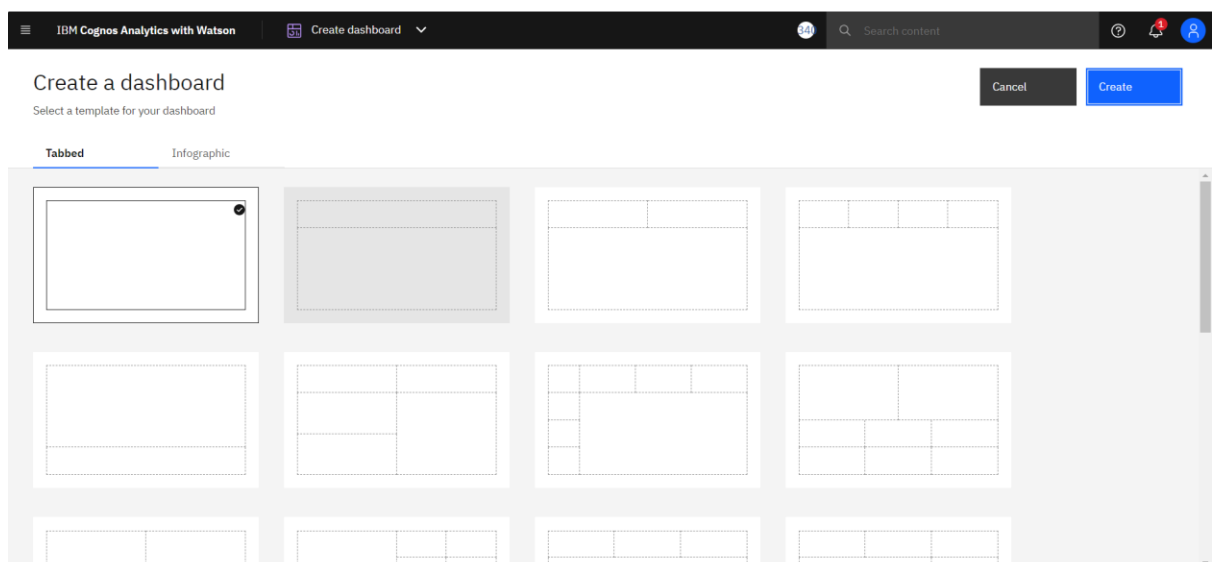 IBM Cognos Analytics with Watson
Create dashboard
Search content
1
Create a dashboard
Cancel
Create
Select a template for your dashboard
Tabbed
Infographic